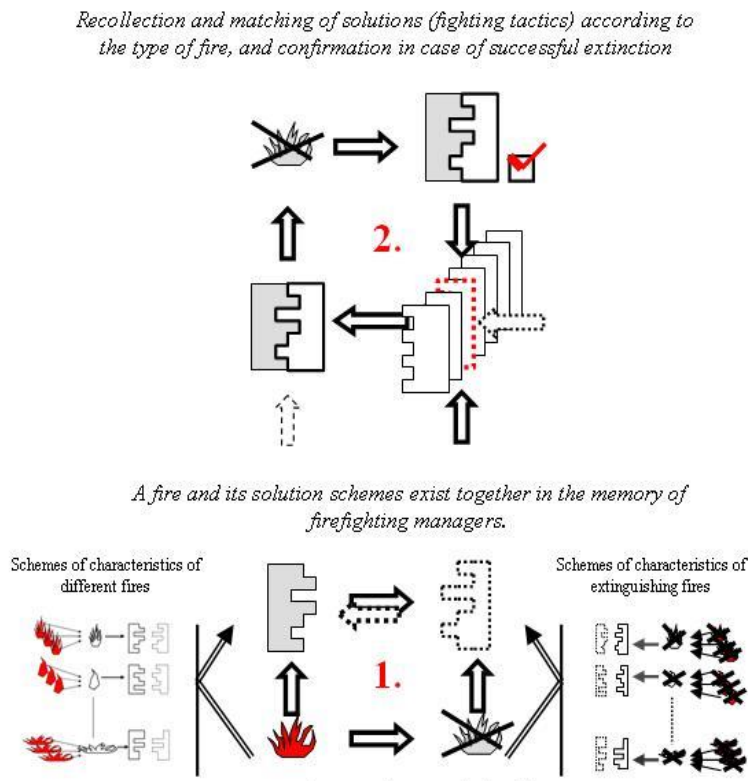 Recollection and matching of solutions (fighting tactics) according to
the type of fire, and confirmation in case of successful extinction
2.
A fire and its solution schemes exist together in the memory of
firefighting managers.
Schemes of characteristics of
different fires
Schemes of characteristics of
extinguishing fires
1.